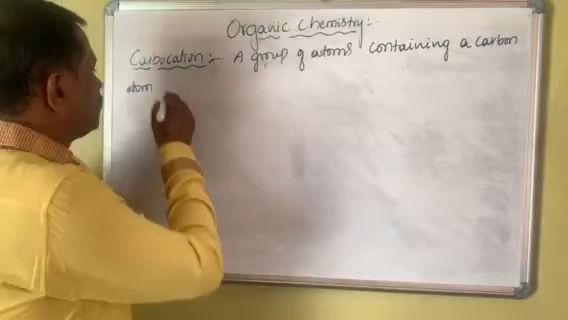 Organic Chemistry:-
Carbocation:- A group of atoms containing a carbon
atom